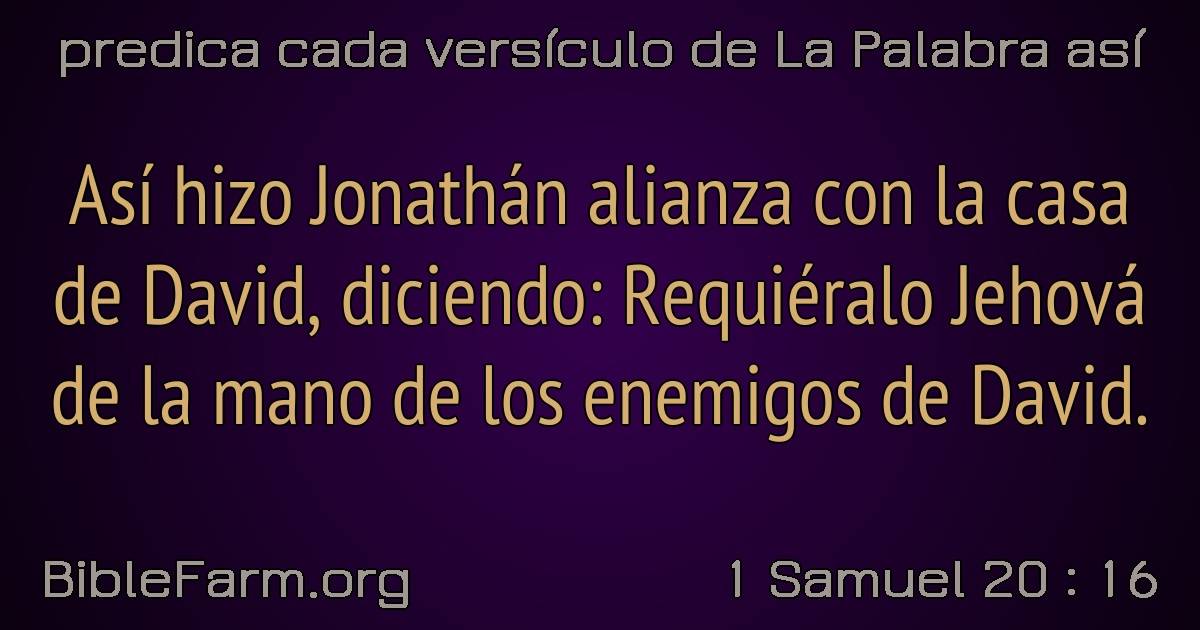 predica cada versículo de La Palabra así
Así hizo Jonathán alianza con la casa
de David, diciendo: Requiéralo Jehová
de la mano de los enemigos de David.
BibleFarm.org
1 Samuel 20 : 16